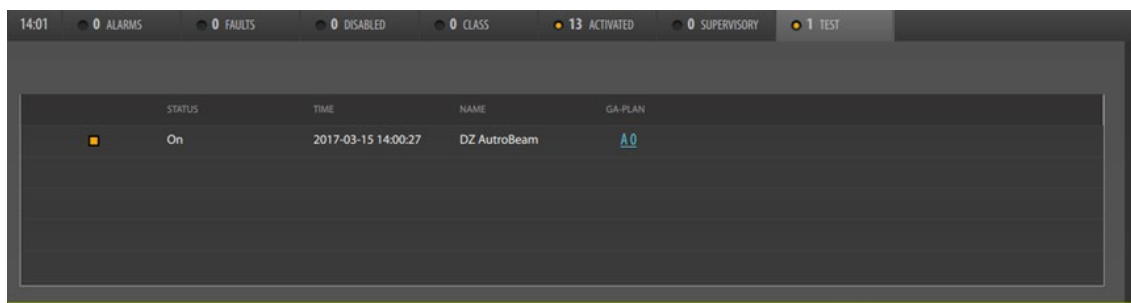 14:01 0 ALARMS 0 FAULTS 0 DISABLED 0 CLASS 13 ACTIVATED 0 SUPERVISORY 1 TEST
STATUS TIME NAME GA-PLAN
On 2017-03-15 14:00:27 DZ AutroBeam A 0